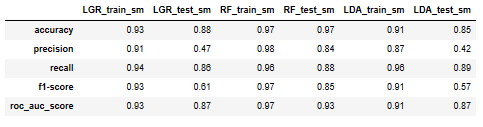 LGR_train_sm LGR_test_sm RF_train_sm RF_test_sm LDA_train_sm LDA_test_sm
accuracy 0.93 0.88 0.97 0.97 0.91 0.85
precision 0.91 0.47 0.98 0.84 0.87 0.42
recall 0.94 0.86 0.96 0.88 0.96 0.89
f1-score 0.93 0.61 0.97 0.85 0.91 0.57
roc_auc_score 0.93 0.87 0.97 0.93 0.91 0.87